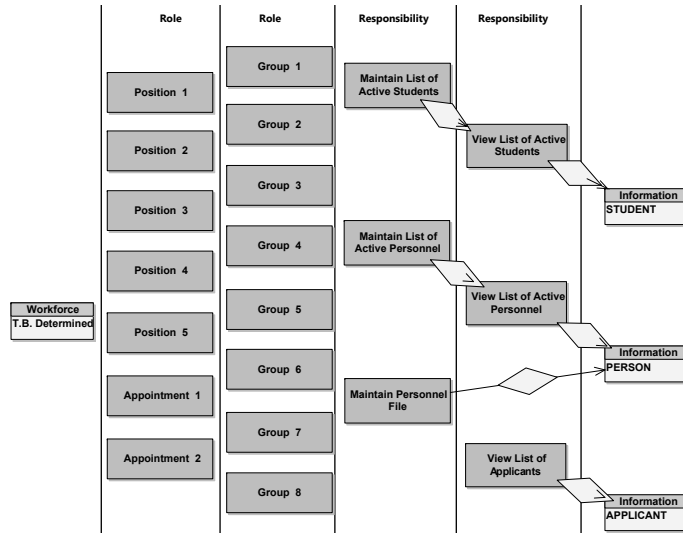 Role
Role
Responsibility
Responsibility
Position 1
Position 2
Position 3
Position 4
Position 5
Appointment 1
Appointment 2
Group 1
Group 2
Group 3
Group 4
Group 5
Group 6
Group 7
Group 8
Workforce
T.B. Determined
Maintain List of
Active Students
Maintain List of
Active Personnel
Maintain Personnel
File
View List of Active
Students
View List of Active
Personnel
View List of
Applicants
Information
STUDENT
Information
PERSON
Information
APPLICANT